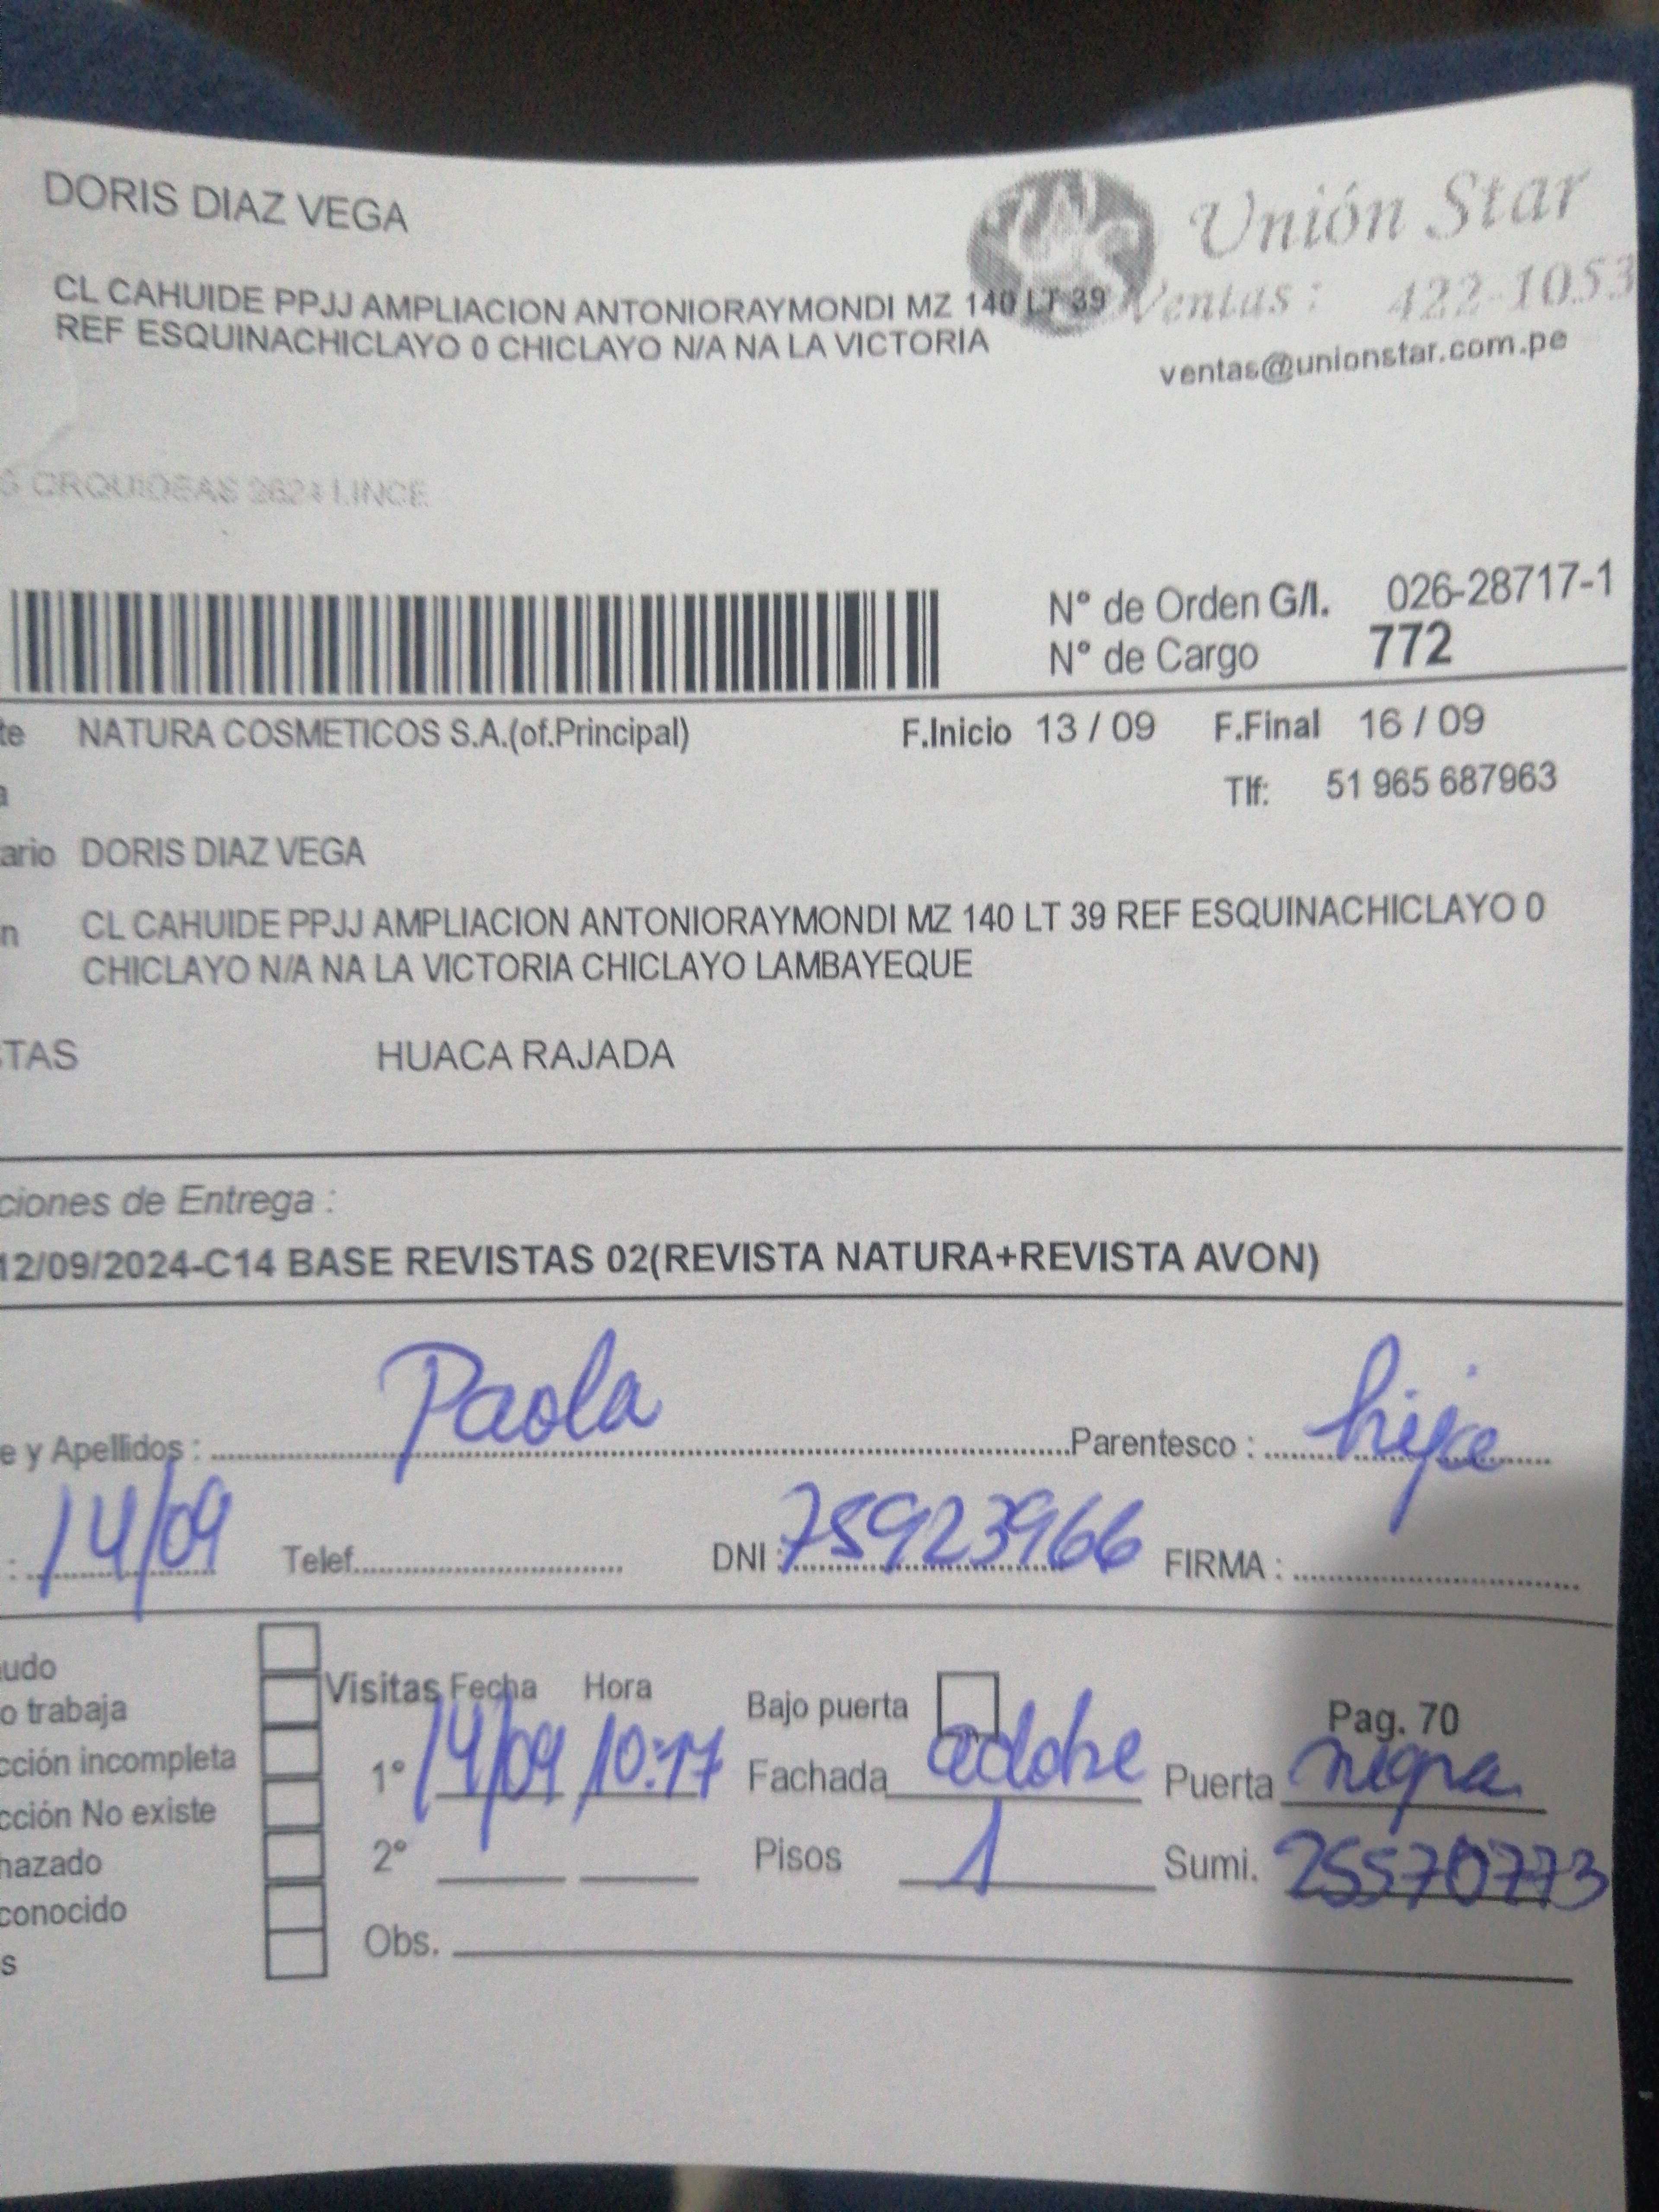 DORIS DIAZ VEGA
Unión Star
Ventas: 422-1053
ventas@unionstar.com.pe
CL CAHUIDE PPJJ AMPLIACION ANTONIORAYMONDI MZ 140 LT 39
REF ESQUINACHICLAYO 0 CHICLAYO N/A NA LA VICTORIA
ORQUIDEAS 2624 LINCE
N° de Orden G/I. 026-28717-1
N° de Cargo 772
te NATURA COSMETICOS S.A.(of.Principal) F.Inicio 13 / 09 F.Final 16 / 09
a Tlf: 51 965 687963
ario DORIS DIAZ VEGA
n CL CAHUIDE PPJJ AMPLIACION ANTONIORAYMONDI MZ 140 LT 39 REF ESQUINACHICLAYO 0
CHICLAYO N/A NA LA VICTORIA CHICLAYO LAMBAYEQUE
TAS HUACA RAJADA
ciones de Entrega :
12/09/2024-C14 BASE REVISTAS 02(REVISTA NATURA+REVISTA AVON)
e y Apellidos : Paola Parentesco : hija
: 14/09 Telef. DNI : 75923966 FIRMA :
udo
o trabaja
cción incompleta
cción No existe
hazado
conocido
s
Visitas Fecha Hora Bajo puerta Pag. 70
1° 14/09 10:17 Fachada adobe Puerta negra
2° Pisos 1 Sumi. 25570773
Obs.